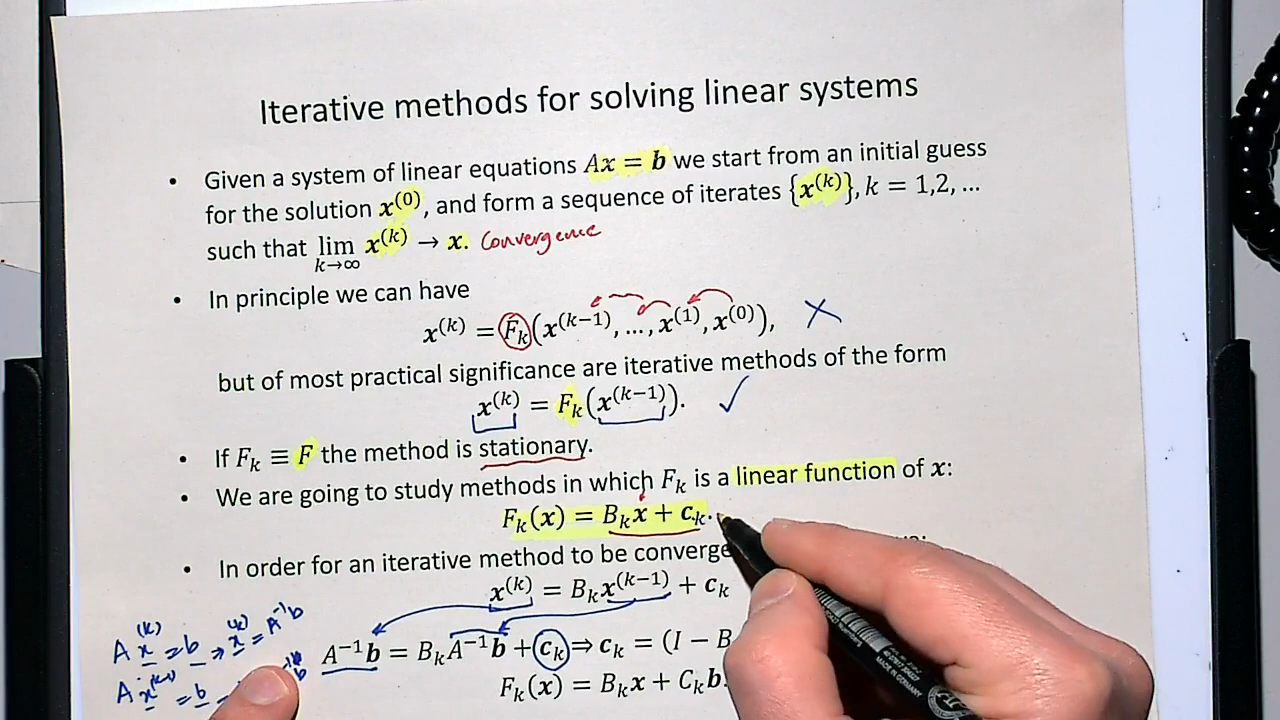 Iterative methods for solving linear systems
• Given a system of linear equations Ax = b we start from an initial guess
for the solution x^(0), and form a sequence of iterates {x^(k)}, k = 1,2, …
such that lim_{k→∞} x^(k) → x. Convergence
• In principle we can have
x^(k) = F_k(x^(k−1), …, x^(1), x^(0)),
but of most practical significance are iterative methods of the form
x^(k) = F_k(x^(k−1)). ✓
• If F_k ≡ F the method is stationary.
• We are going to study methods in which F_k is a linear function of x:
F_k(x) = B_k x + c_k.
• In order for an iterative method to be converge
x^(k) = B_k x^(k−1) + c_k
A x^(k) = b ⇒ x^(k) = A^−1 b
A^−1 b = B_k A^−1 b + c_k ⇒ c_k = (I − B
A x^(k-1) = b
F_k(x) = B_k x + C_k b.
MADE IN GERMANY